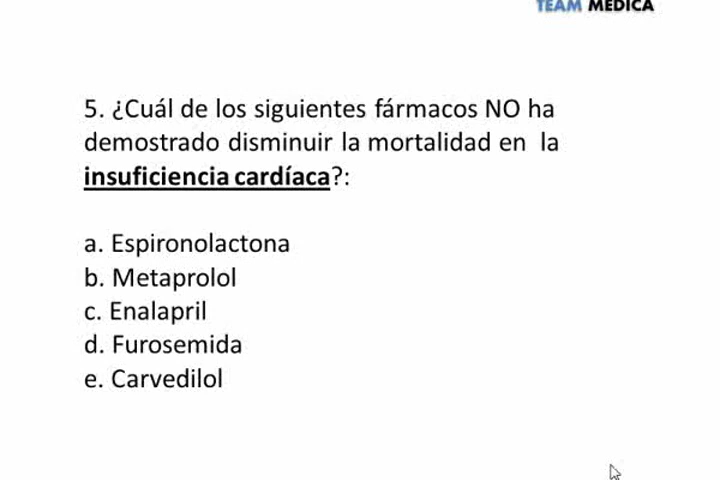 TEAM MEDICA
5. ¿Cuál de los siguientes fármacos NO ha
demostrado disminuir la mortalidad en la
insuficiencia cardíaca?:
a. Espironolactona
b. Metaprolol
c. Enalapril
d. Furosemida
e. Carvedilol